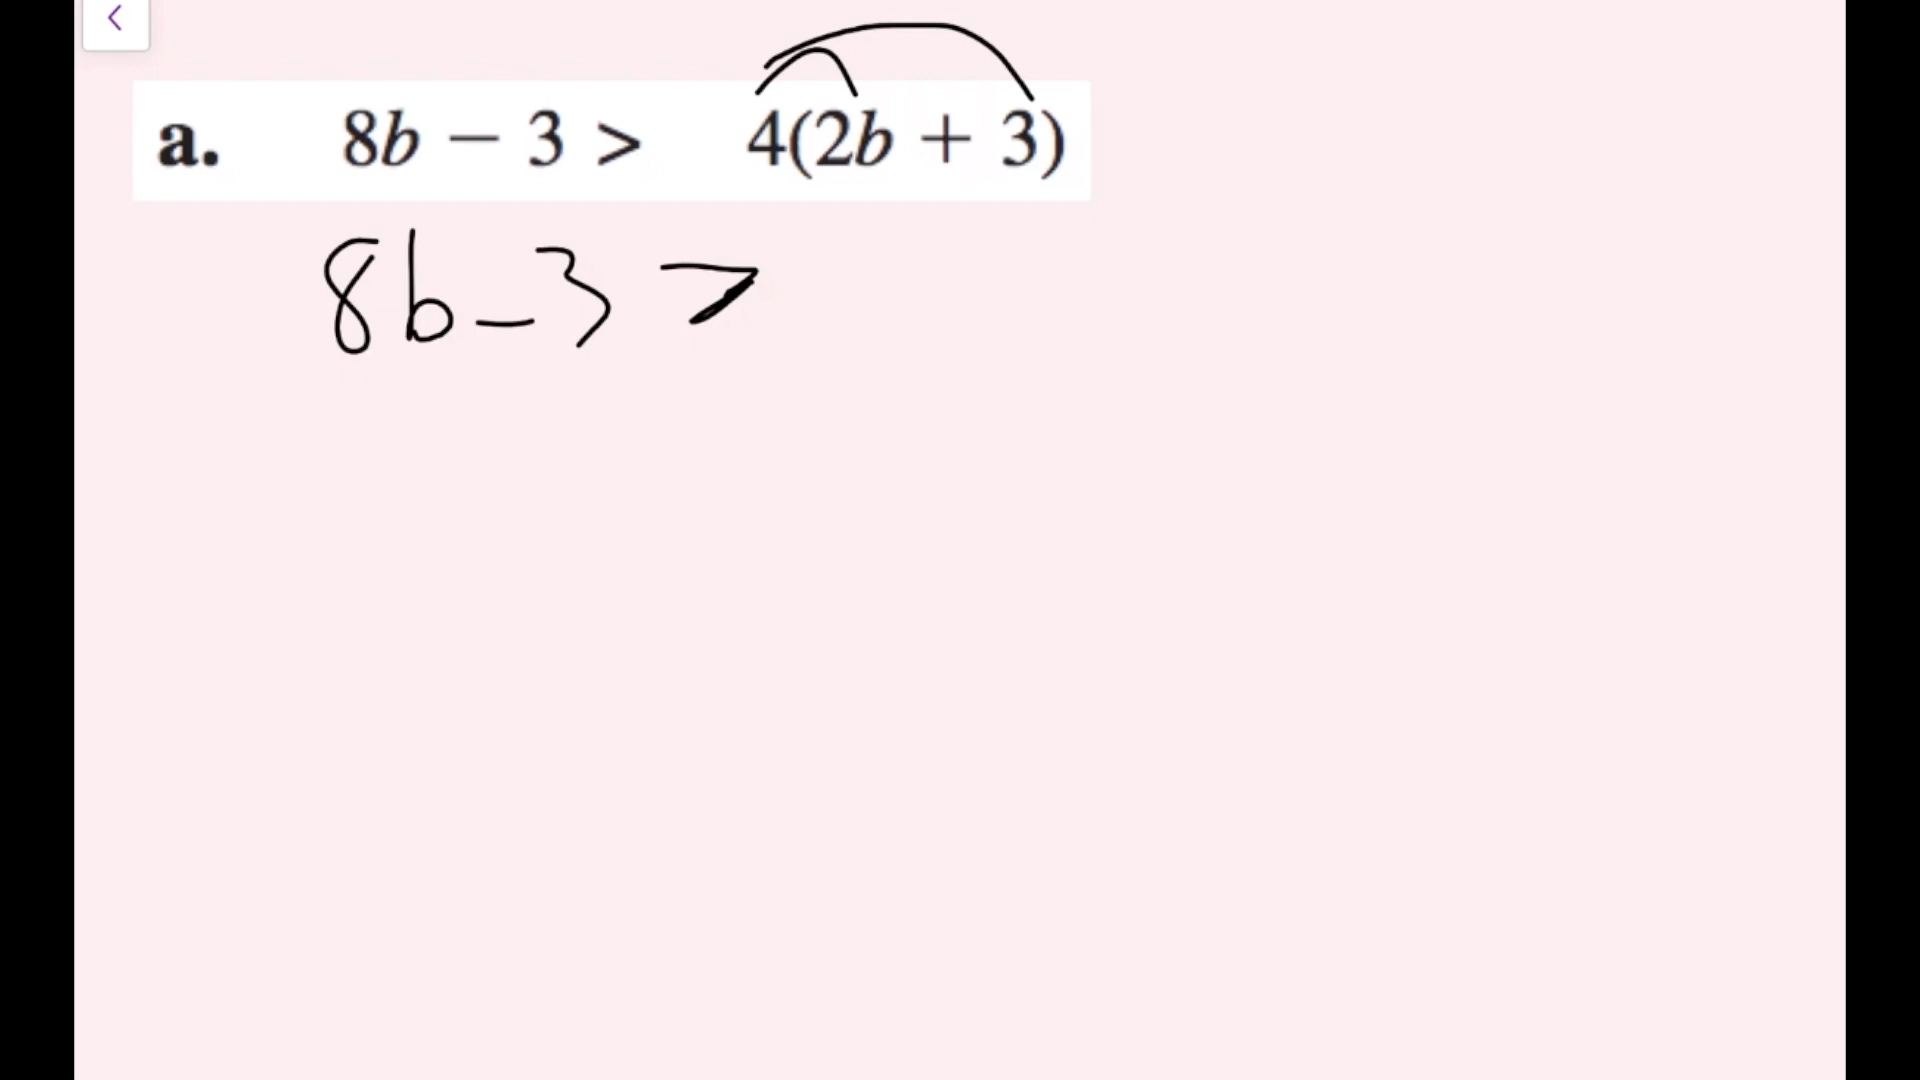 a. 8b − 3 > 4(2b + 3)
8b - 3 >